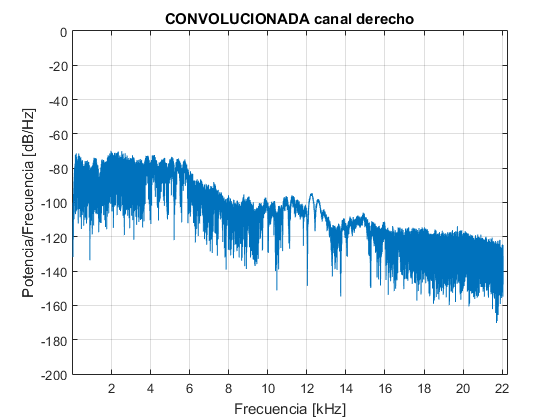 CONVOLUCIONADA canal derecho
Potencia/Frecuencia [dB/Hz]
0
-20
-40
-60
-80
-100
-120
-140
-160
-180
-200
2 4 6 8 10 12 14 16 18 20 22
Frecuencia [kHz]